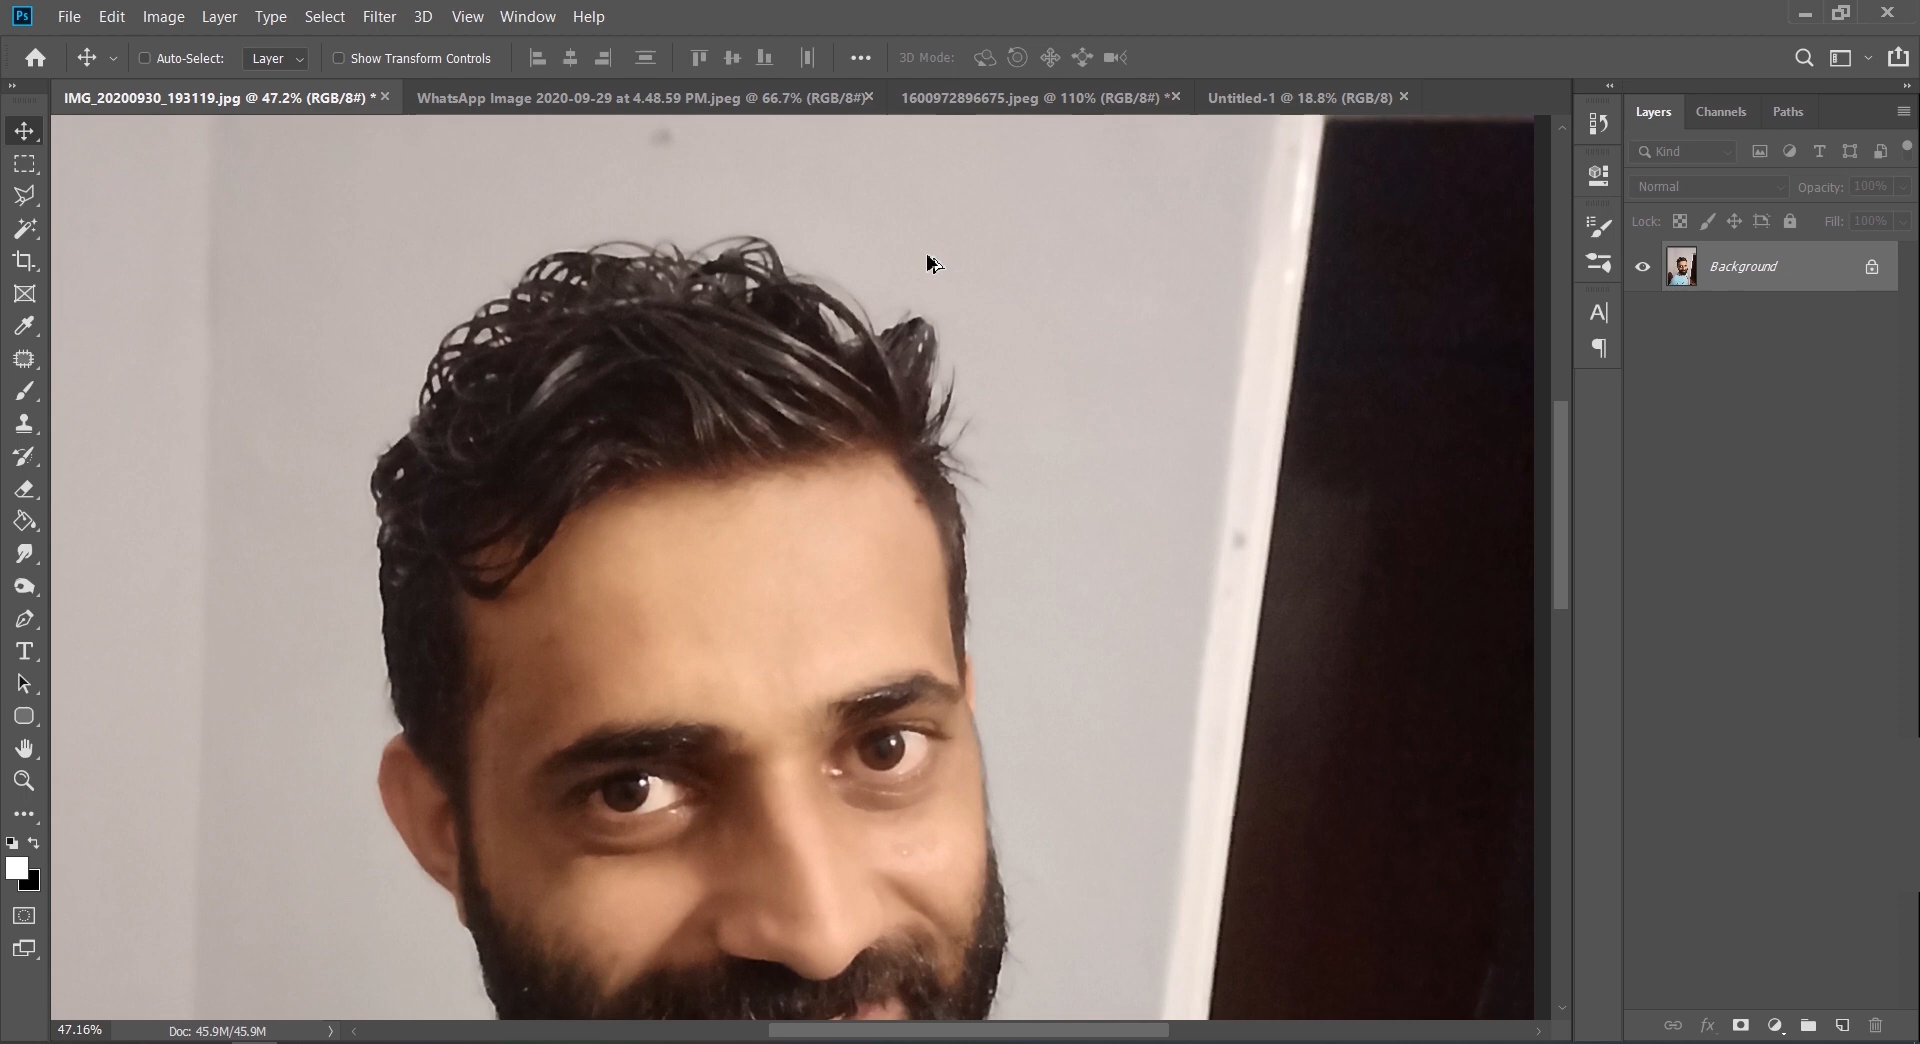 Ps File Edit Image Layer Type Select Filter 3D View Window Help
Auto-Select: Layer Show Transform Controls 3D Mode:
IMG_20200930_193119.jpg @ 47.2% (RGB/8#) * WhatsApp Image 2020-09-29 at 4.48.59 PM.jpeg @ 66.7% (RGB/8#) 1600972896675.jpeg @ 110% (RGB/8#) * Untitled-1 @ 18.8% (RGB/8)
Layers Channels Paths
Kind
Normal Opacity: 100%
Lock: Fill: 100%
Background
47.16% Doc: 45.9M/45.9M
fx